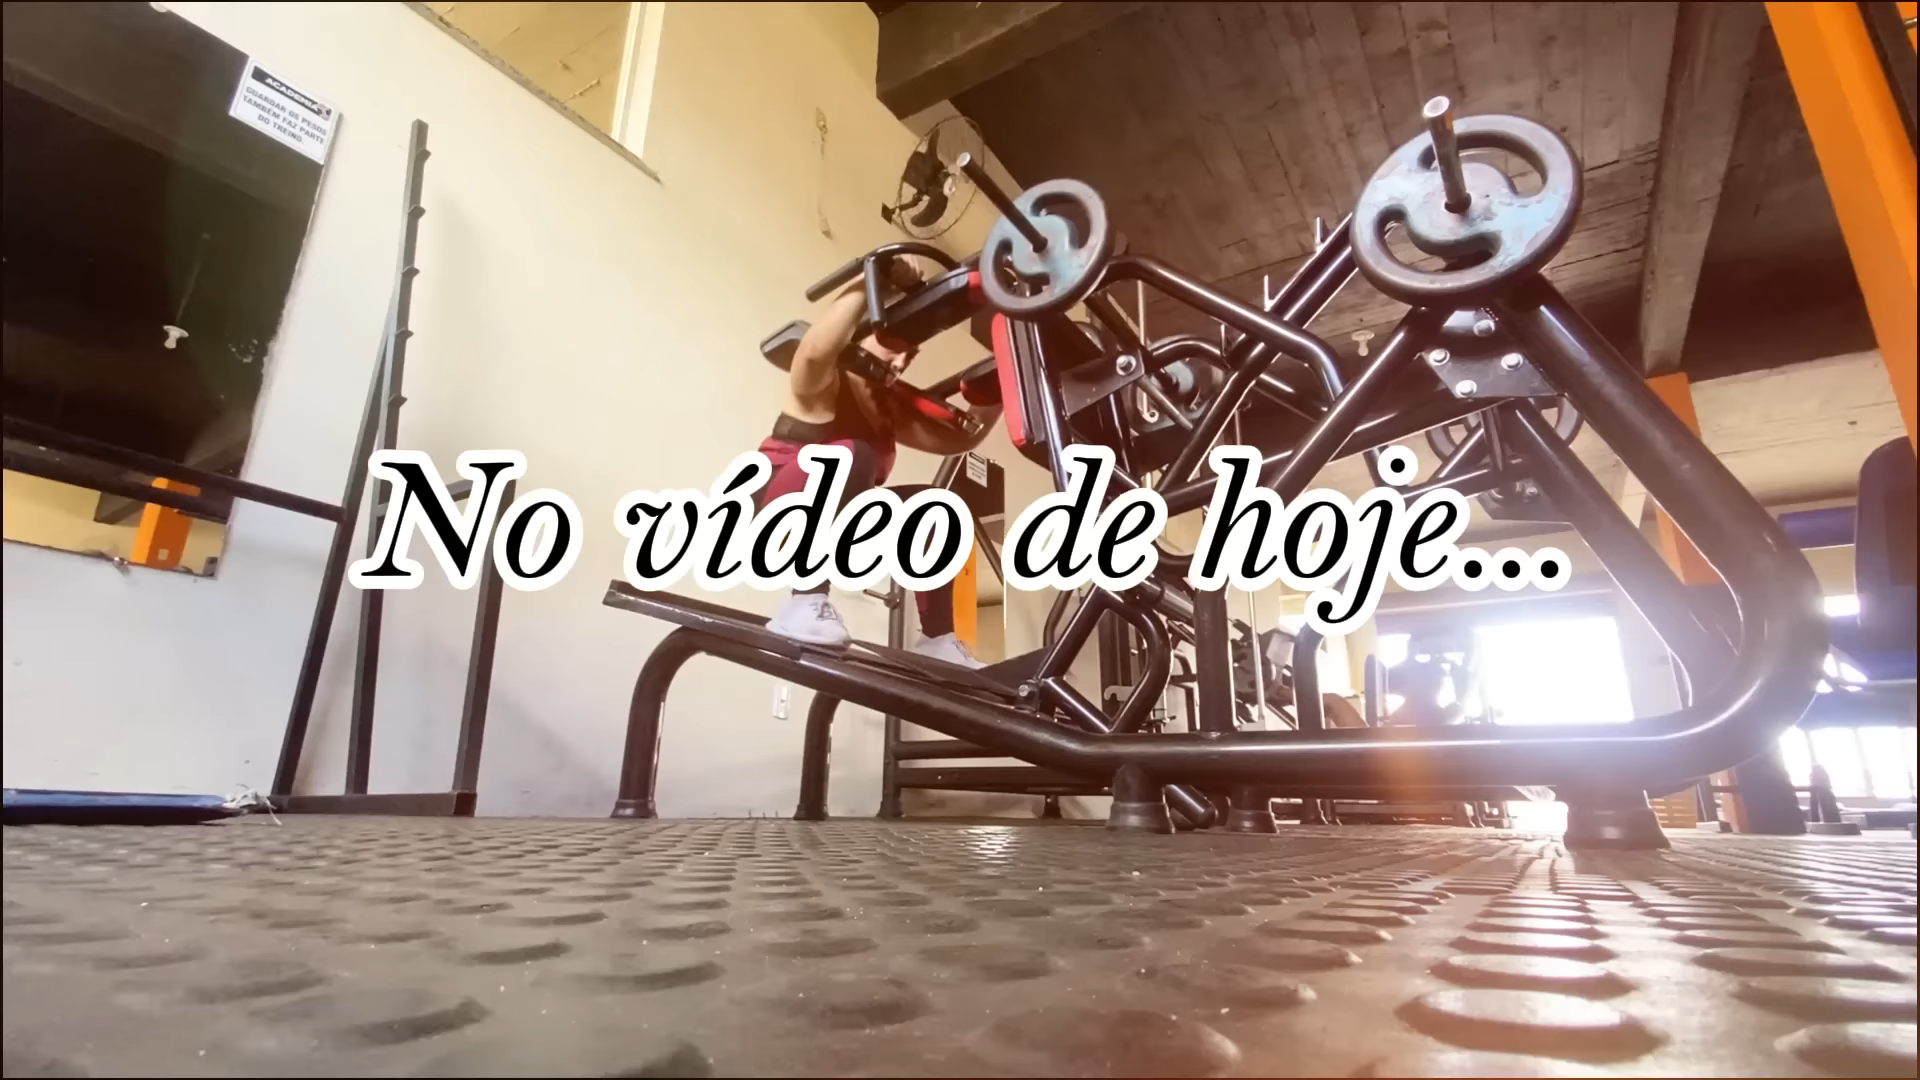 ACADEMIA
GUARDAR OS PESOS
TAMBÉM FAZ PARTE
DO TREINO.
No vídeo de hoje...